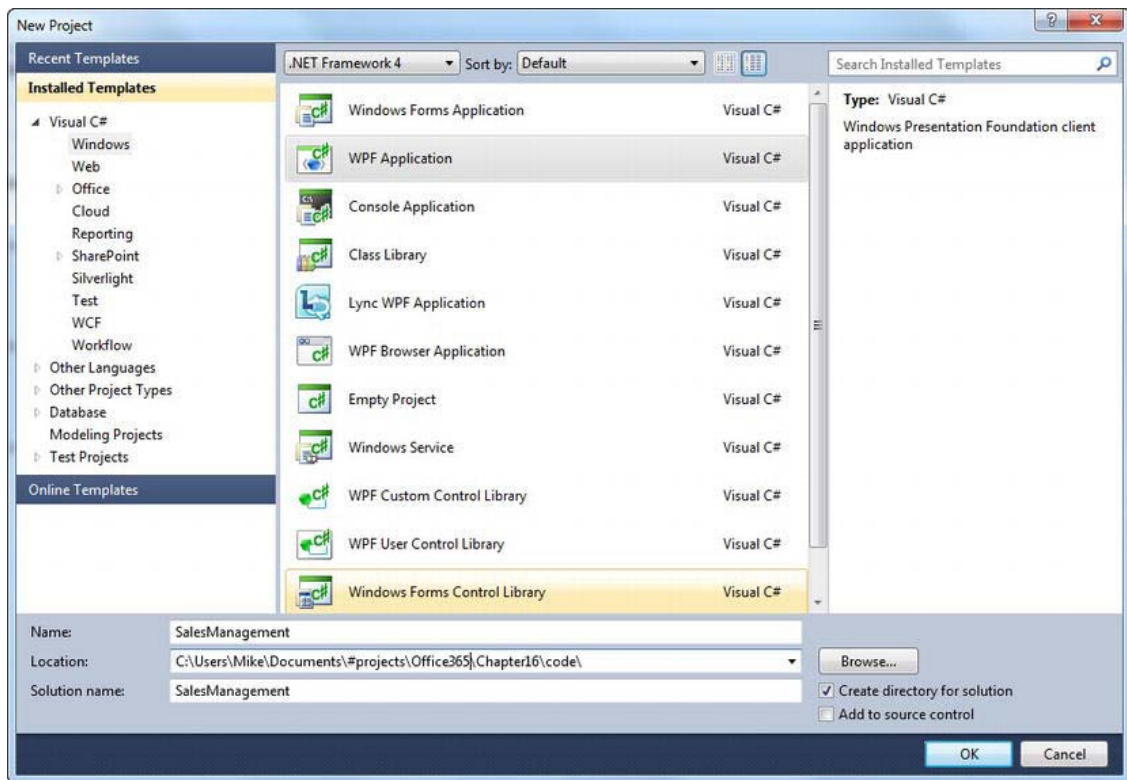 New Project
Recent Templates
Installed Templates
Visual C#
Windows
Web
Office
Cloud
Reporting
SharePoint
Silverlight
Test
WCF
Workflow
Other Languages
Other Project Types
Database
Modeling Projects
Test Projects
Online Templates
.NET Framework 4 Sort by: Default
Windows Forms Application Visual C#
WPF Application Visual C#
Console Application Visual C#
Class Library Visual C#
Lync WPF Application Visual C#
WPF Browser Application Visual C#
Empty Project Visual C#
Windows Service Visual C#
WPF Custom Control Library Visual C#
WPF User Control Library Visual C#
Windows Forms Control Library Visual C#
Search Installed Templates
Type: Visual C#
Windows Presentation Foundation client
application
Name: SalesManagement
Location: C:\Users\Mike\Documents\#projects\Office365\Chapter16\code\ Browse...
Solution name: SalesManagement
Create directory for solution
Add to source control
OK Cancel